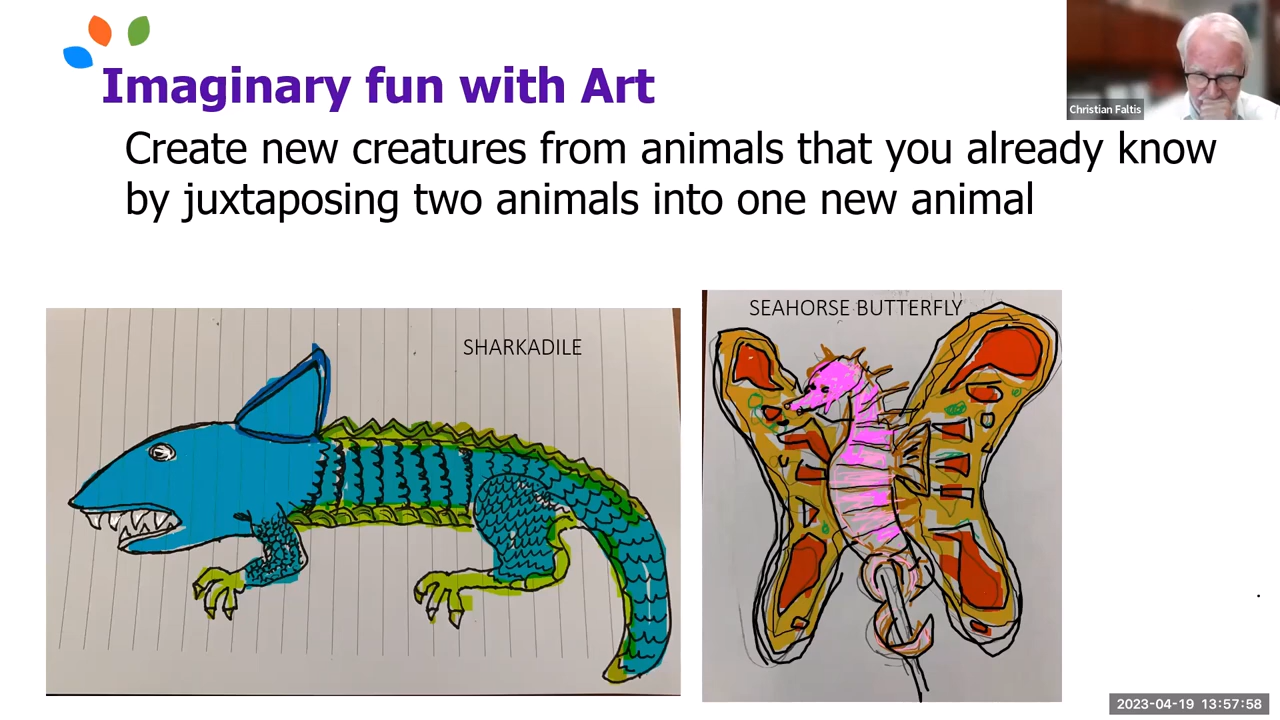 Imaginary fun with Art
Christian Faltis
Create new creatures from animals that you already know
by juxtaposing two animals into one new animal
SHARKADILE
SEAHORSE BUTTERFLY
2023-04-19 13:57:58